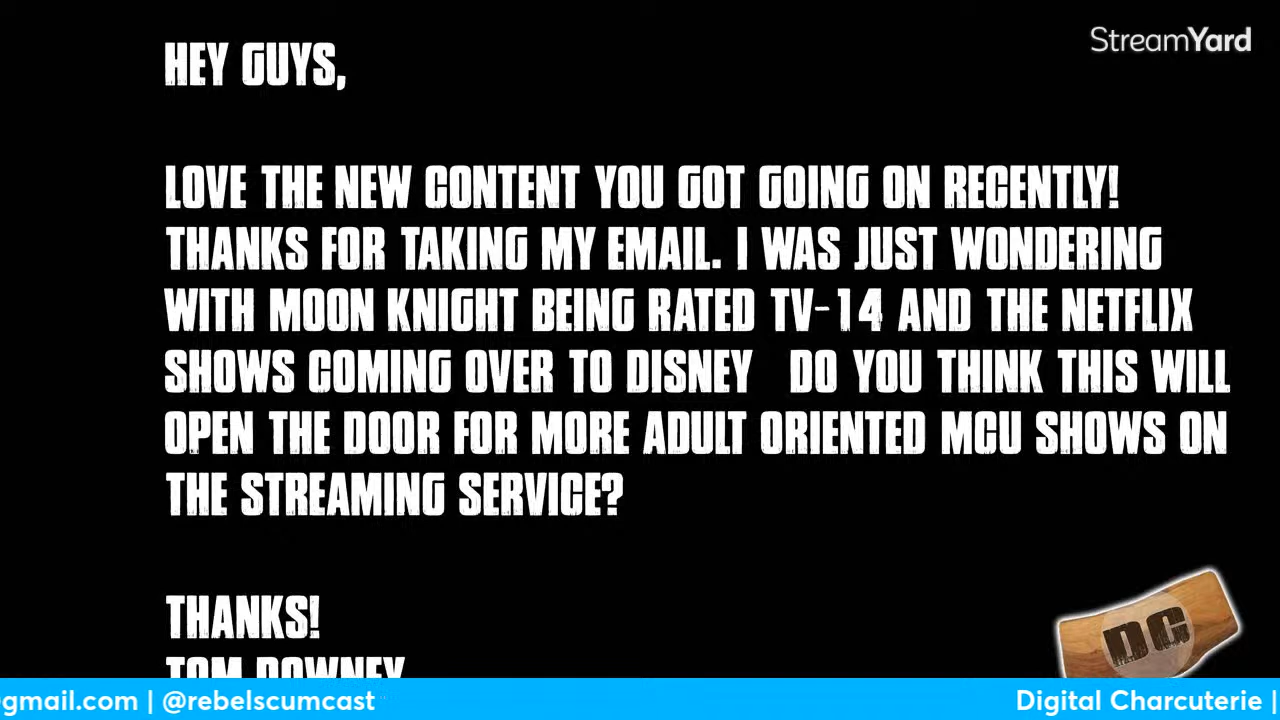 StreamYard
HEY GUYS,
LOVE THE NEW CONTENT YOU GOT GOING ON RECENTLY!
THANKS FOR TAKING MY EMAIL. I WAS JUST WONDERING
WITH MOON KNIGHT BEING RATED TV-14 AND THE NETFLIX
SHOWS COMING OVER TO DISNEY DO YOU THINK THIS WILL
OPEN THE DOOR FOR MORE ADULT ORIENTED MCU SHOWS ON
THE STREAMING SERVICE?
THANKS!
TOM DOWNEY
DC
gmail.com | @rebelscumcast
Digital Charcuterie |